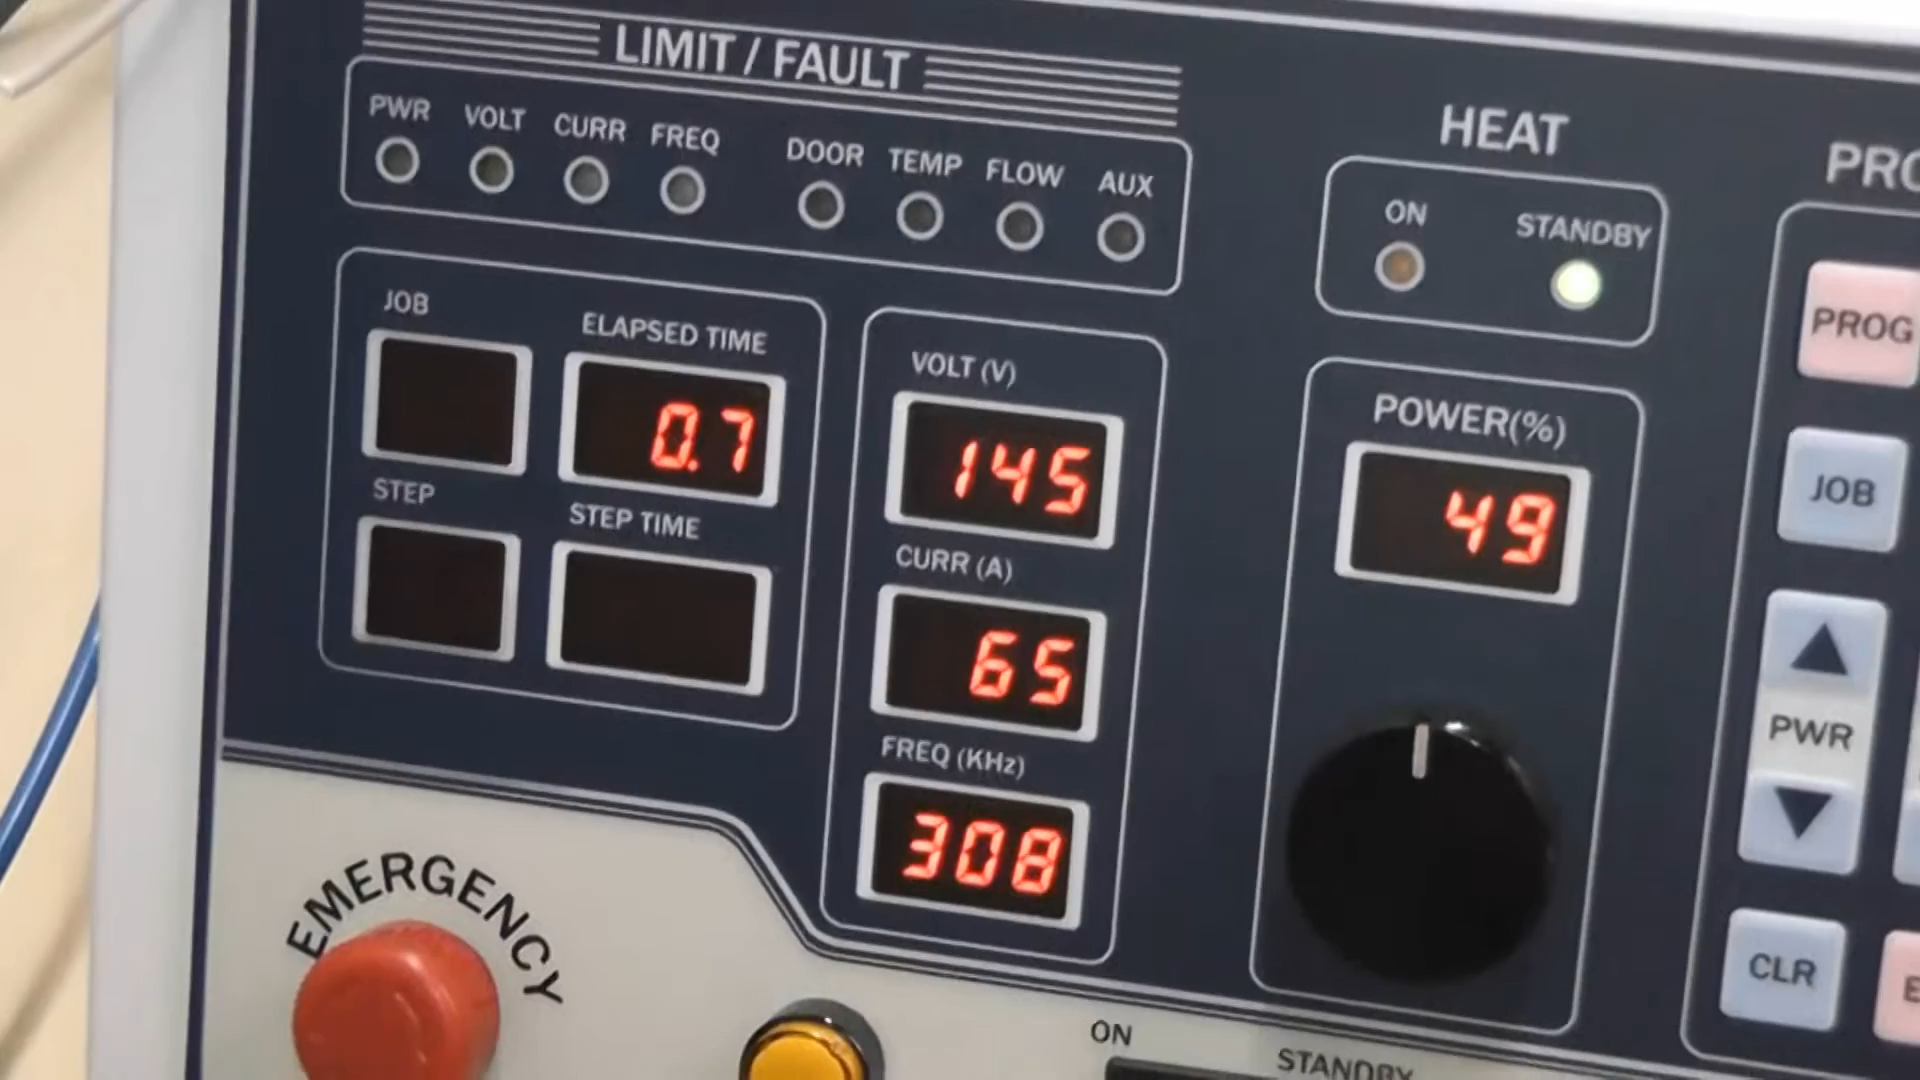 LIMIT / FAULT
PWR VOLT CURR FREQ DOOR TEMP FLOW AUX
HEAT
ON STANDBY
JOB ELAPSED TIME
0.7
STEP STEP TIME
VOLT (V)
145
CURR (A)
65
FREQ (KHz)
308
POWER(%)
49
PROG
JOB
PWR
CLR
EMERGENCY
ON
STANDBY